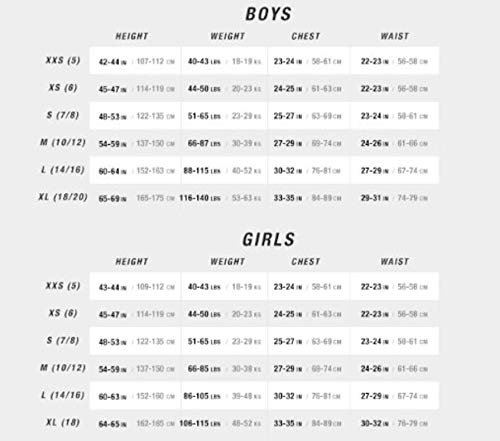 BOYS
HEIGHT WEIGHT CHEST WAIST
XXS (5) 42-44 IN / 107-112 CM 40-43 LBS / 18-19 KG 23-24 IN / 58-61 CM 22-23 IN / 56-58 CM
XS (6) 45-47 IN / 114-119 CM 44-50 LBS / 20-23 KG 24-25 IN / 61-63 CM 22-23 IN / 56-58 CM
S (7/8) 48-53 IN / 122-135 CM 51-65 LBS / 23-29 KG 25-27 IN / 63-69 CM 23-24 IN / 58-61 CM
M (10/12) 54-59 IN / 137-150 CM 66-87 LBS / 30-39 KG 27-29 IN / 69-74 CM 24-26 IN / 61-66 CM
L (14/16) 60-64 IN / 152-163 CM 88-115 LBS / 40-52 KG 30-32 IN / 76-81 CM 27-29 IN / 67-74 CM
XL (18/20) 65-69 IN / 165-175 CM 116-140 LBS / 53-63 KG 33-35 IN / 84-89 CM 29-31 IN / 74-79 CM
GIRLS
HEIGHT WEIGHT CHEST WAIST
XXS (5) 43-44 IN / 109-112 CM 40-43 LBS / 18-19 KG 23-24 IN / 58-61 CM 22-23 IN / 56-58 CM
XS (6) 45-47 IN / 114-119 CM 44-50 LBS / 20-23 KG 24-25 IN / 61-63 CM 22-23 IN / 56-58 CM
S (7/8) 48-53 IN / 122-135 CM 51-65 LBS / 23-29 KG 25-27 IN / 63-69 CM 23-24 IN / 58-61 CM
M (10/12) 54-59 IN / 137-150 CM 66-85 LBS / 30-38 KG 27-29 IN / 69-74 CM 24-26 IN / 61-66 CM
L (14/16) 60-63 IN / 152-160 CM 86-105 LBS / 39-48 KG 30-32 IN / 76-81 CM 27-29 IN / 67-74 CM
XL (18) 64-65 IN / 162-165 CM 106-115 LBS / 48-52 KG 33-35 IN / 84-89 CM 30-32 IN / 76-79 CM